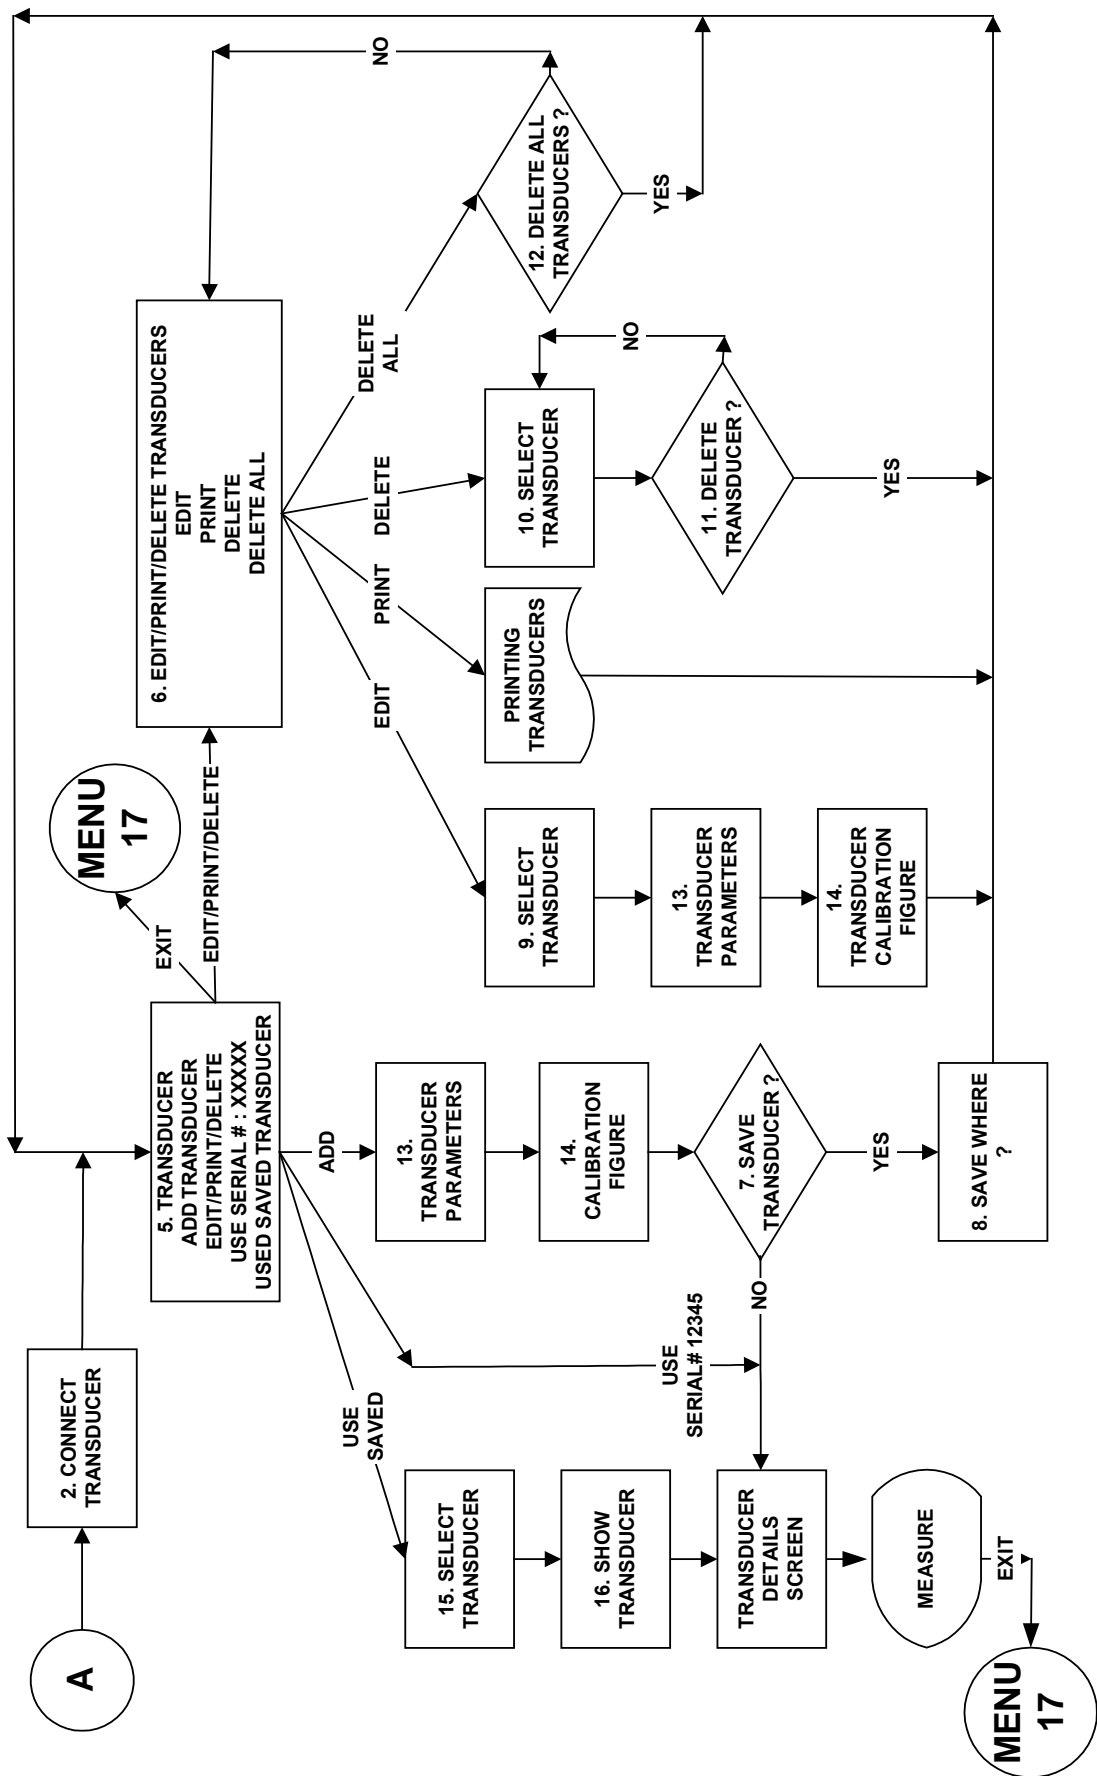 A
2. CONNECT
TRANSDUCER
5. TRANSDUCER
ADD TRANSDUCER
EDIT/PRINT/DELETE
USE SERIAL # : XXXXX
USED SAVED TRANSDUCER
EXIT
MENU
17
EDIT/PRINT/DELETE
6. EDIT/PRINT/DELETE TRANSDUCERS
EDIT
PRINT
DELETE
DELETE ALL
USE
SAVED
ADD
EDIT
PRINT
DELETE
DELETE
ALL
NO
15. SELECT
TRANSDUCER
16. SHOW
TRANSDUCER
TRANSDUCER
DETAILS
SCREEN
MEASURE
EXIT
MENU
17
USE
SERIAL# 12345
13.
TRANSDUCER
PARAMETERS
14.
CALIBRATION
FIGURE
7. SAVE
TRANSDUCER ?
NO
YES
8. SAVE WHERE
?
9. SELECT
TRANSDUCER
13.
TRANSDUCER
PARAMETERS
14.
TRANSDUCER
CALIBRATION
FIGURE
PRINTING
TRANSDUCERS
10. SELECT
TRANSDUCER
NO
11. DELETE
TRANSDUCER ?
YES
12. DELETE ALL
TRANSDUCERS ?
YES